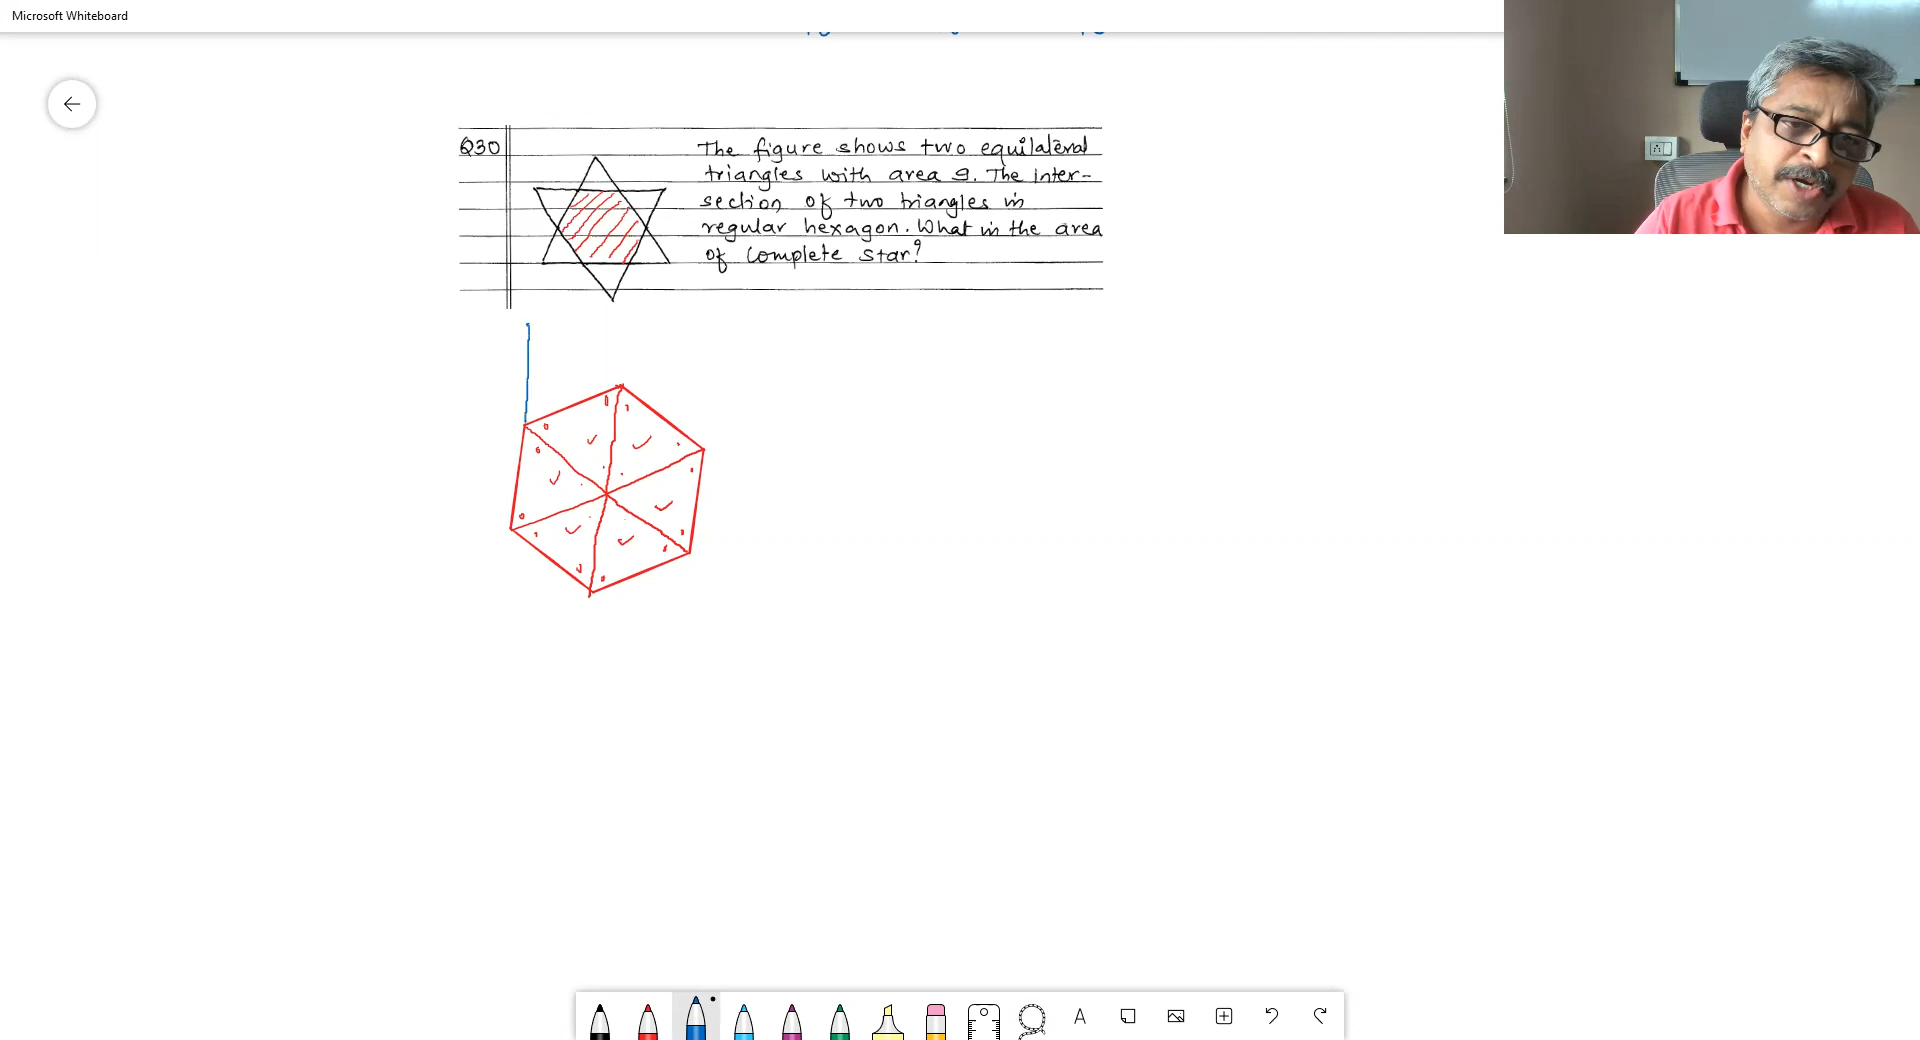 Microsoft Whiteboard
Q30
The figure shows two equilateral
triangles with area 9. The inter-
section of two triangles is
regular hexagon. What is the area
of complete star?
A